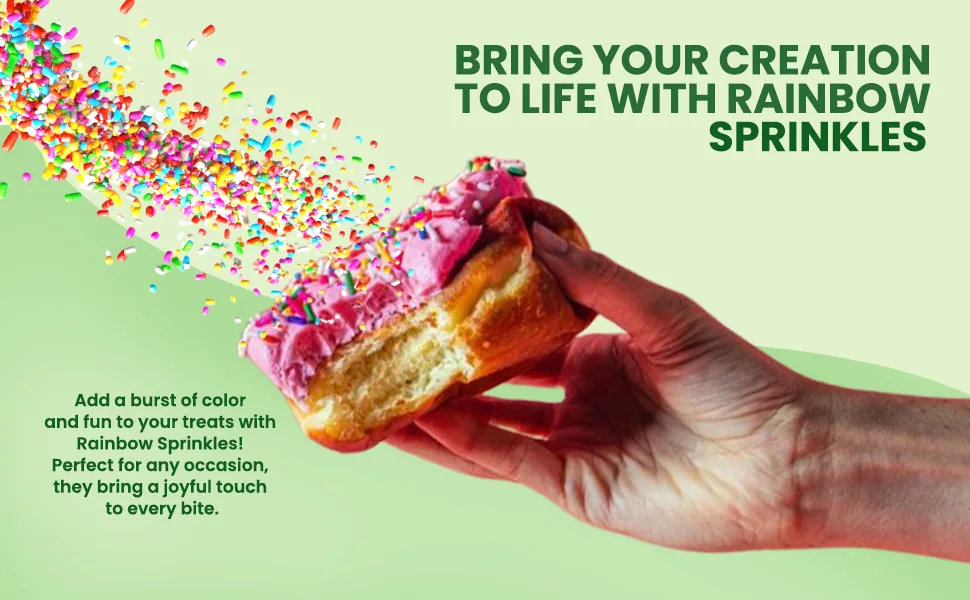 BRING YOUR CREATION
TO LIFE WITH RAINBOW
SPRINKLES
Add a burst of color
and fun to your treats with
Rainbow Sprinkles!
Perfect for any occasion,
they bring a joyful touch
to every bite.